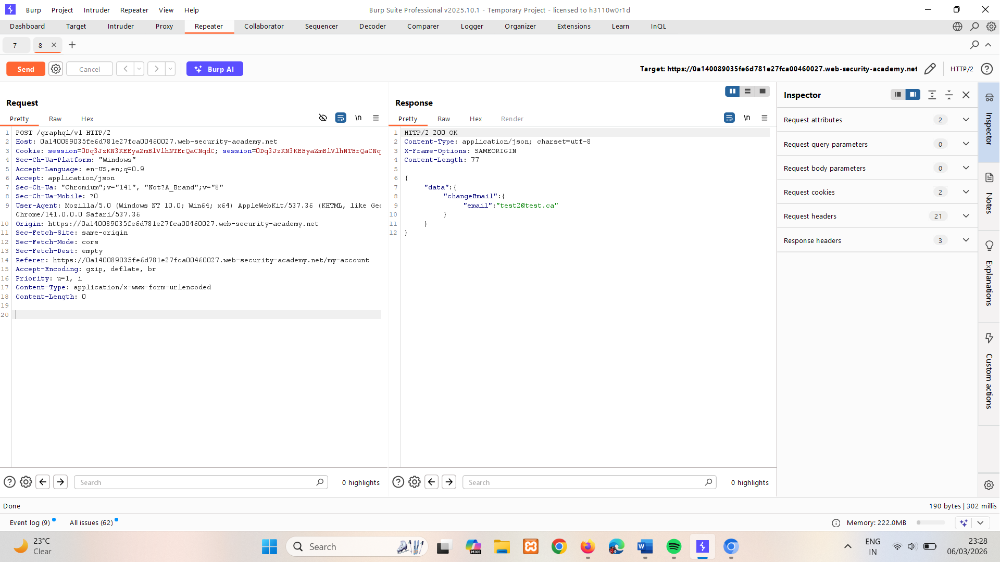 Burp Project Intruder Repeater View Help
Burp Suite Professional v2025.10.1 - Temporary Project - licensed to h3110w0r1d
Dashboard Target Intruder Proxy Repeater Collaborator Sequencer Decoder Comparer Logger Organizer Extensions Learn InQL
7 8
Send Cancel Burp AI
Target: https://0a140089035fe6d781e27fca00460027.web-security-academy.net HTTP/2
Request
Pretty Raw Hex \n
1 POST /graphql/v1 HTTP/2
2 Host: 0a140089035fe6d781e27fca00460027.web-security-academy.net
3 Cookie: session=0Dq3JzKN3KEEyaZmBlVlhNTErQaCNqdC; session=0Dq3JzKN3KEEyaZmBlVlhNTErQaCNq
4 Sec-Ch-Ua-Platform: "Windows"
5 Accept-Language: en-US,en;q=0.9
6 Accept: application/json
7 Sec-Ch-Ua: "Chromium";v="141", "Not?A_Brand";v="8"
8 Sec-Ch-Ua-Mobile: ?0
9 User-Agent: Mozilla/5.0 (Windows NT 10.0; Win64; x64) AppleWebKit/537.36 (KHTML, like Gec
Chrome/141.0.0.0 Safari/537.36
10 Origin: https://0a140089035fe6d781e27fca00460027.web-security-academy.net
11 Sec-Fetch-Site: same-origin
12 Sec-Fetch-Mode: cors
13 Sec-Fetch-Dest: empty
14 Referer: https://0a140089035fe6d781e27fca00460027.web-security-academy.net/my-account
15 Accept-Encoding: gzip, deflate, br
16 Priority: u=1, i
17 Content-Type: application/x-www-form-urlencoded
18 Content-Length: 0
19
20
Search 0 highlights
Response
Pretty Raw Hex Render \n
1 HTTP/2 200 OK
2 Content-Type: application/json; charset=utf-8
3 X-Frame-Options: SAMEORIGIN
4 Content-Length: 77
5
6 {
7 "data":{
8 "changeEmail":{
9 "email":"test2@test.ca"
10 }
11 }
12 }
Search 0 highlights
Inspector
Request attributes 2
Request query parameters 0
Request body parameters 0
Request cookies 2
Request headers 21
Response headers 3
Inspector
Notes
Explanations
Custom actions
Done
190 bytes | 302 millis
Event log (9) All issues (62)
Memory: 222.0MB
23°C
Clear
Search
M365
ENG
IN
23:28
06/03/2026